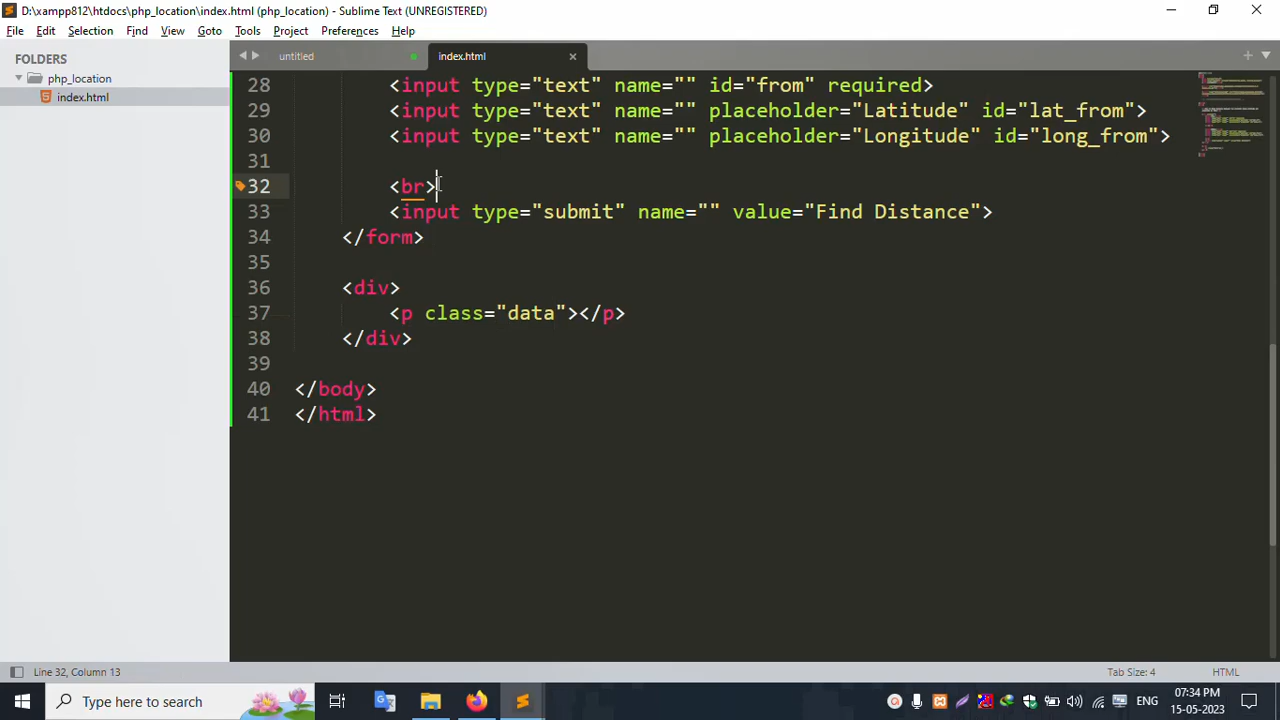 D:\xampp812\htdocs\php_location\index.html (php_location) - Sublime Text (UNREGISTERED)
File Edit Selection Find View Goto Tools Project Preferences Help
FOLDERS
php_location
index.html
untitled
index.html
28 <input type="text" name="" id="from" required>
29 <input type="text" name="" placeholder="Latitude" id="lat_from">
30 <input type="text" name="" placeholder="Longitude" id="long_from">
31
32 <br>
33 <input type="submit" name="" value="Find Distance">
34 </form>
35
36 <div>
37 <p class="data"></p>
38 </div>
39
40 </body>
41 </html>
Line 32, Column 13
Tab Size: 4
HTML
Type here to search
ENG
07:34 PM
15-05-2023